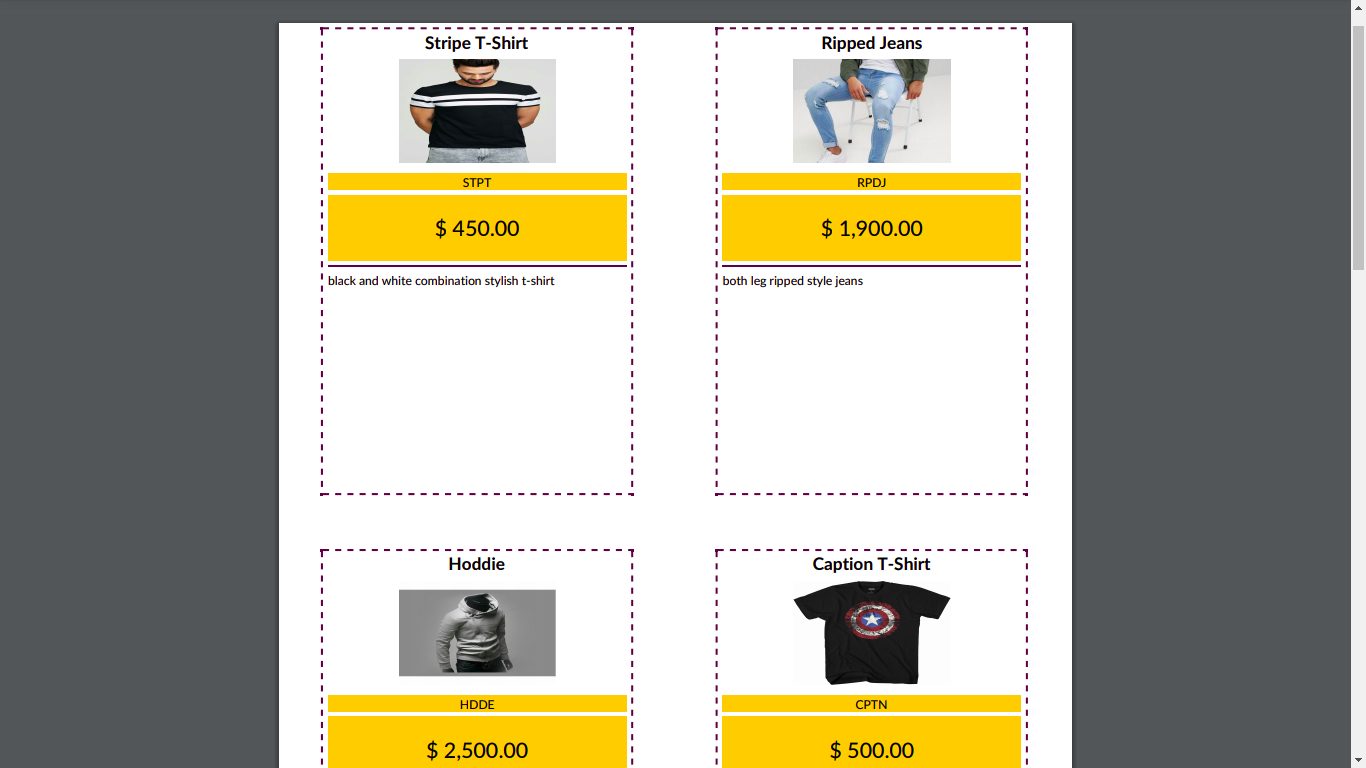 Stripe T-Shirt
STPT
$ 450.00
black and white combination stylish t-shirt
Ripped Jeans
RPDJ
$ 1,900.00
both leg ripped style jeans
Hoddie
HDDE
$ 2,500.00
Caption T-Shirt
CPTN
$ 500.00